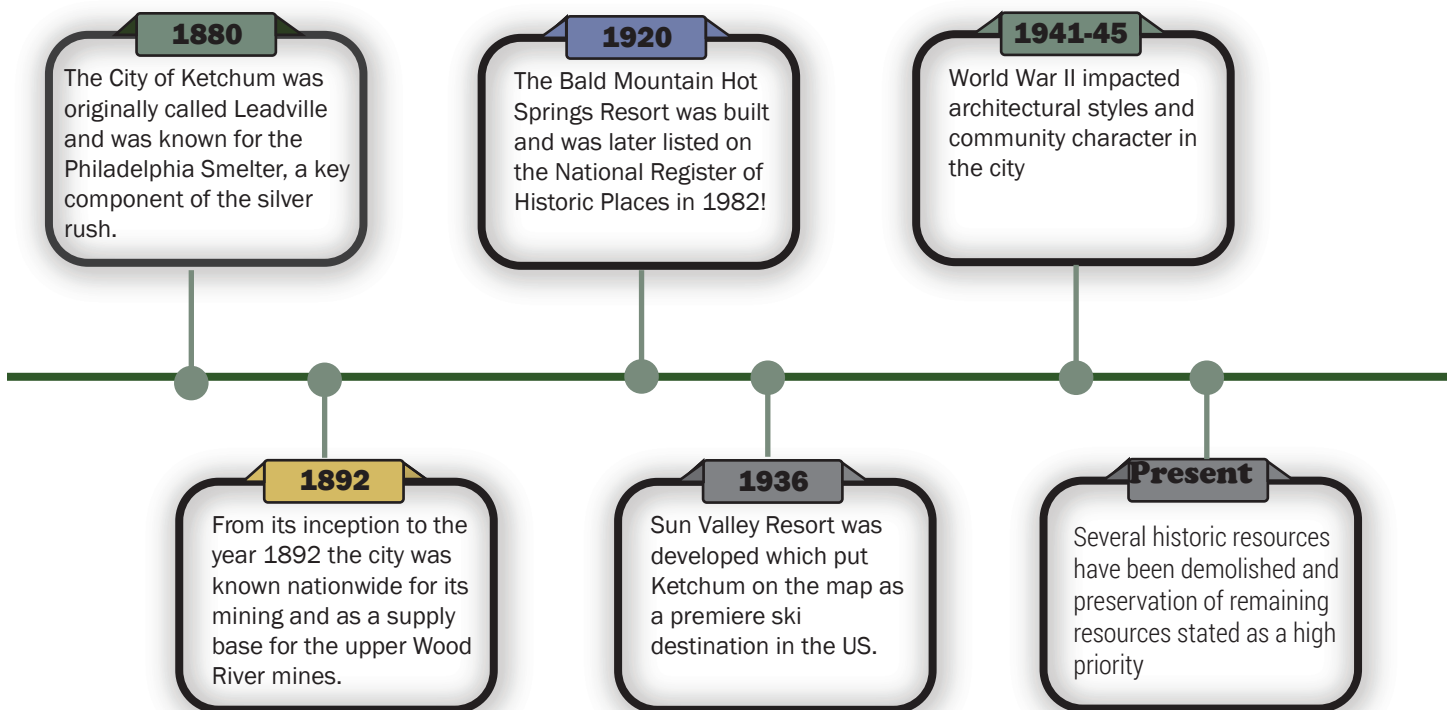 1880
The City of Ketchum was
originally called Leadville
and was known for the
Philadelphia Smelter, a key
component of the silver
rush.
1920
The Bald Mountain Hot
Springs Resort was built
and was later listed on
the National Register of
Historic Places in 1982!
1941-45
World War II impacted
architectural styles and
community character in
the city
1892
From its inception to the
year 1892 the city was
known nationwide for its
mining and as a supply
base for the upper Wood
River mines.
1936
Sun Valley Resort was
developed which put
Ketchum on the map as
a premiere ski
destination in the US.
Present
Several historic resources
have been demolished and
preservation of remaining
resources stated as a high
priority